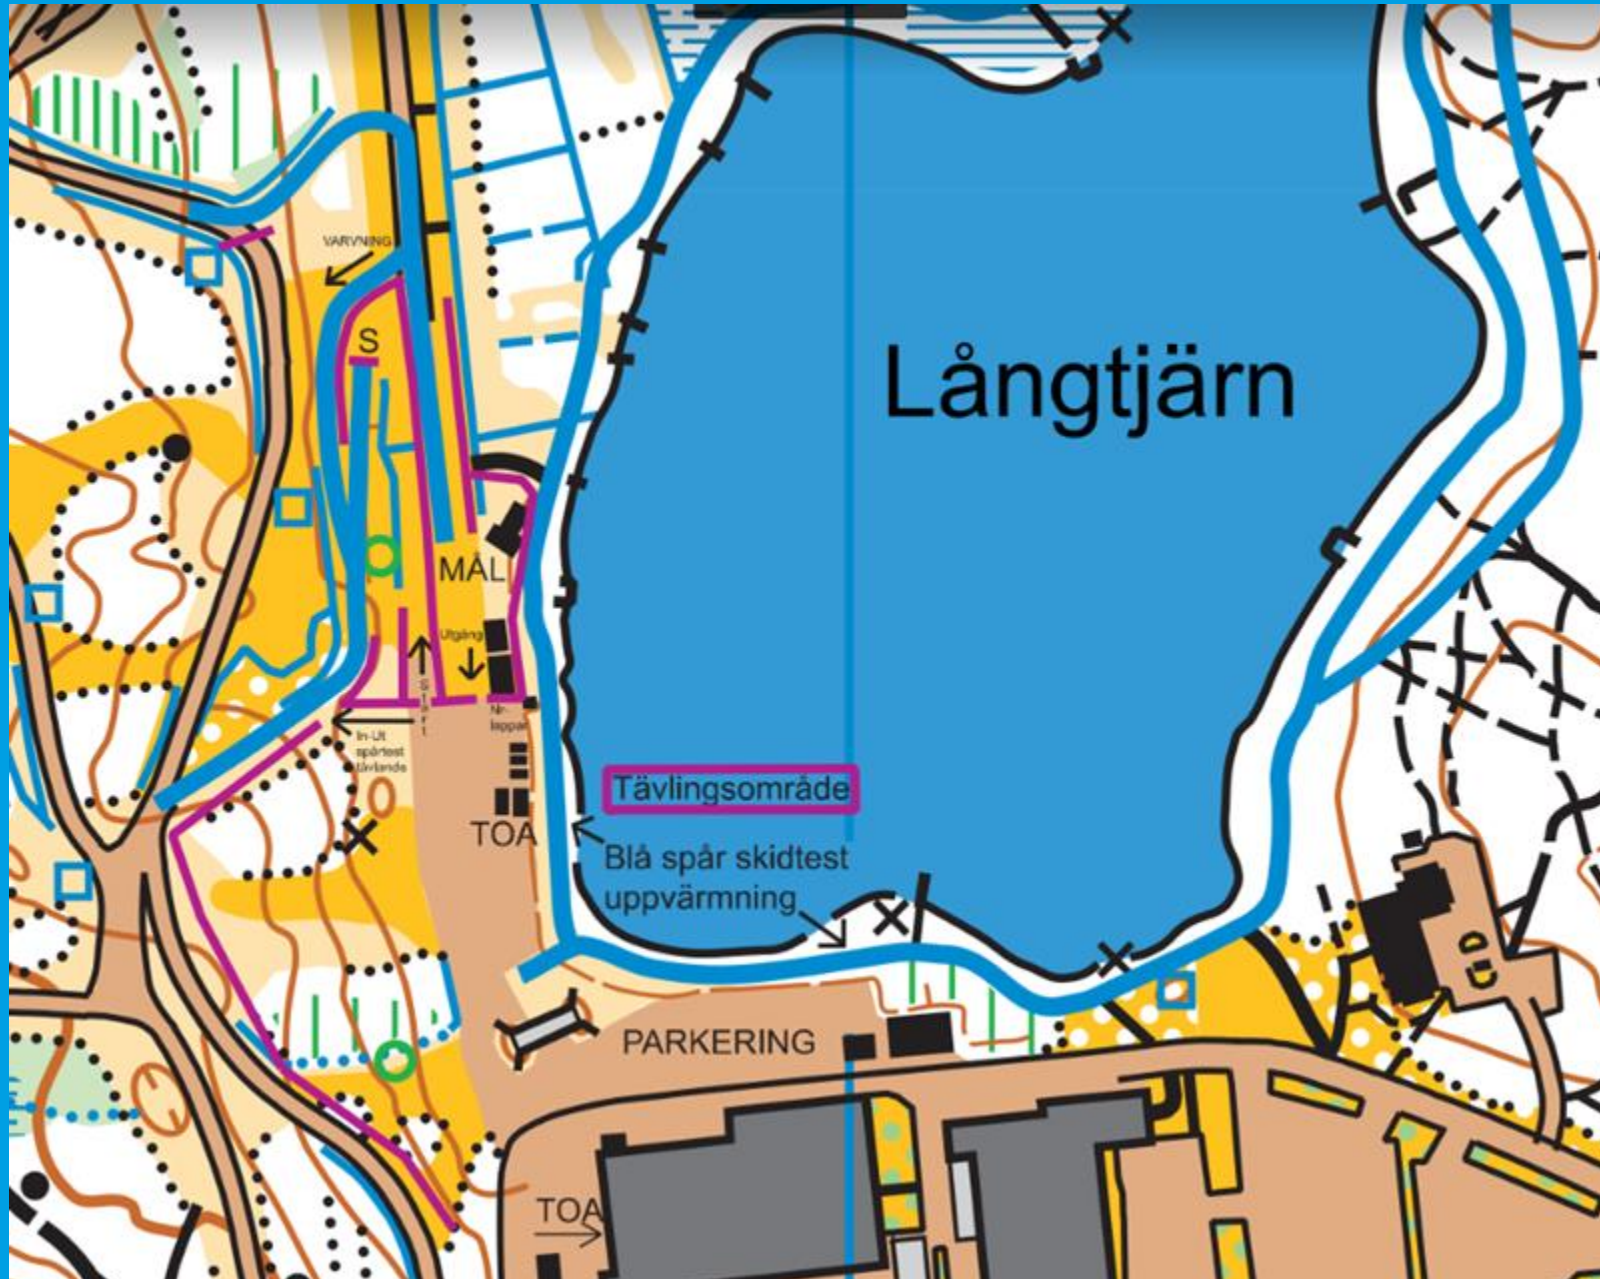 VARVNING
S
Långtjärn
MÅL
Utgång
Start
Nr-
lappar
In-Ut
spårtest
tävlande
Tävlingsområde
TOA
Blå spår skidtest
uppvärmning
PARKERING
TOA